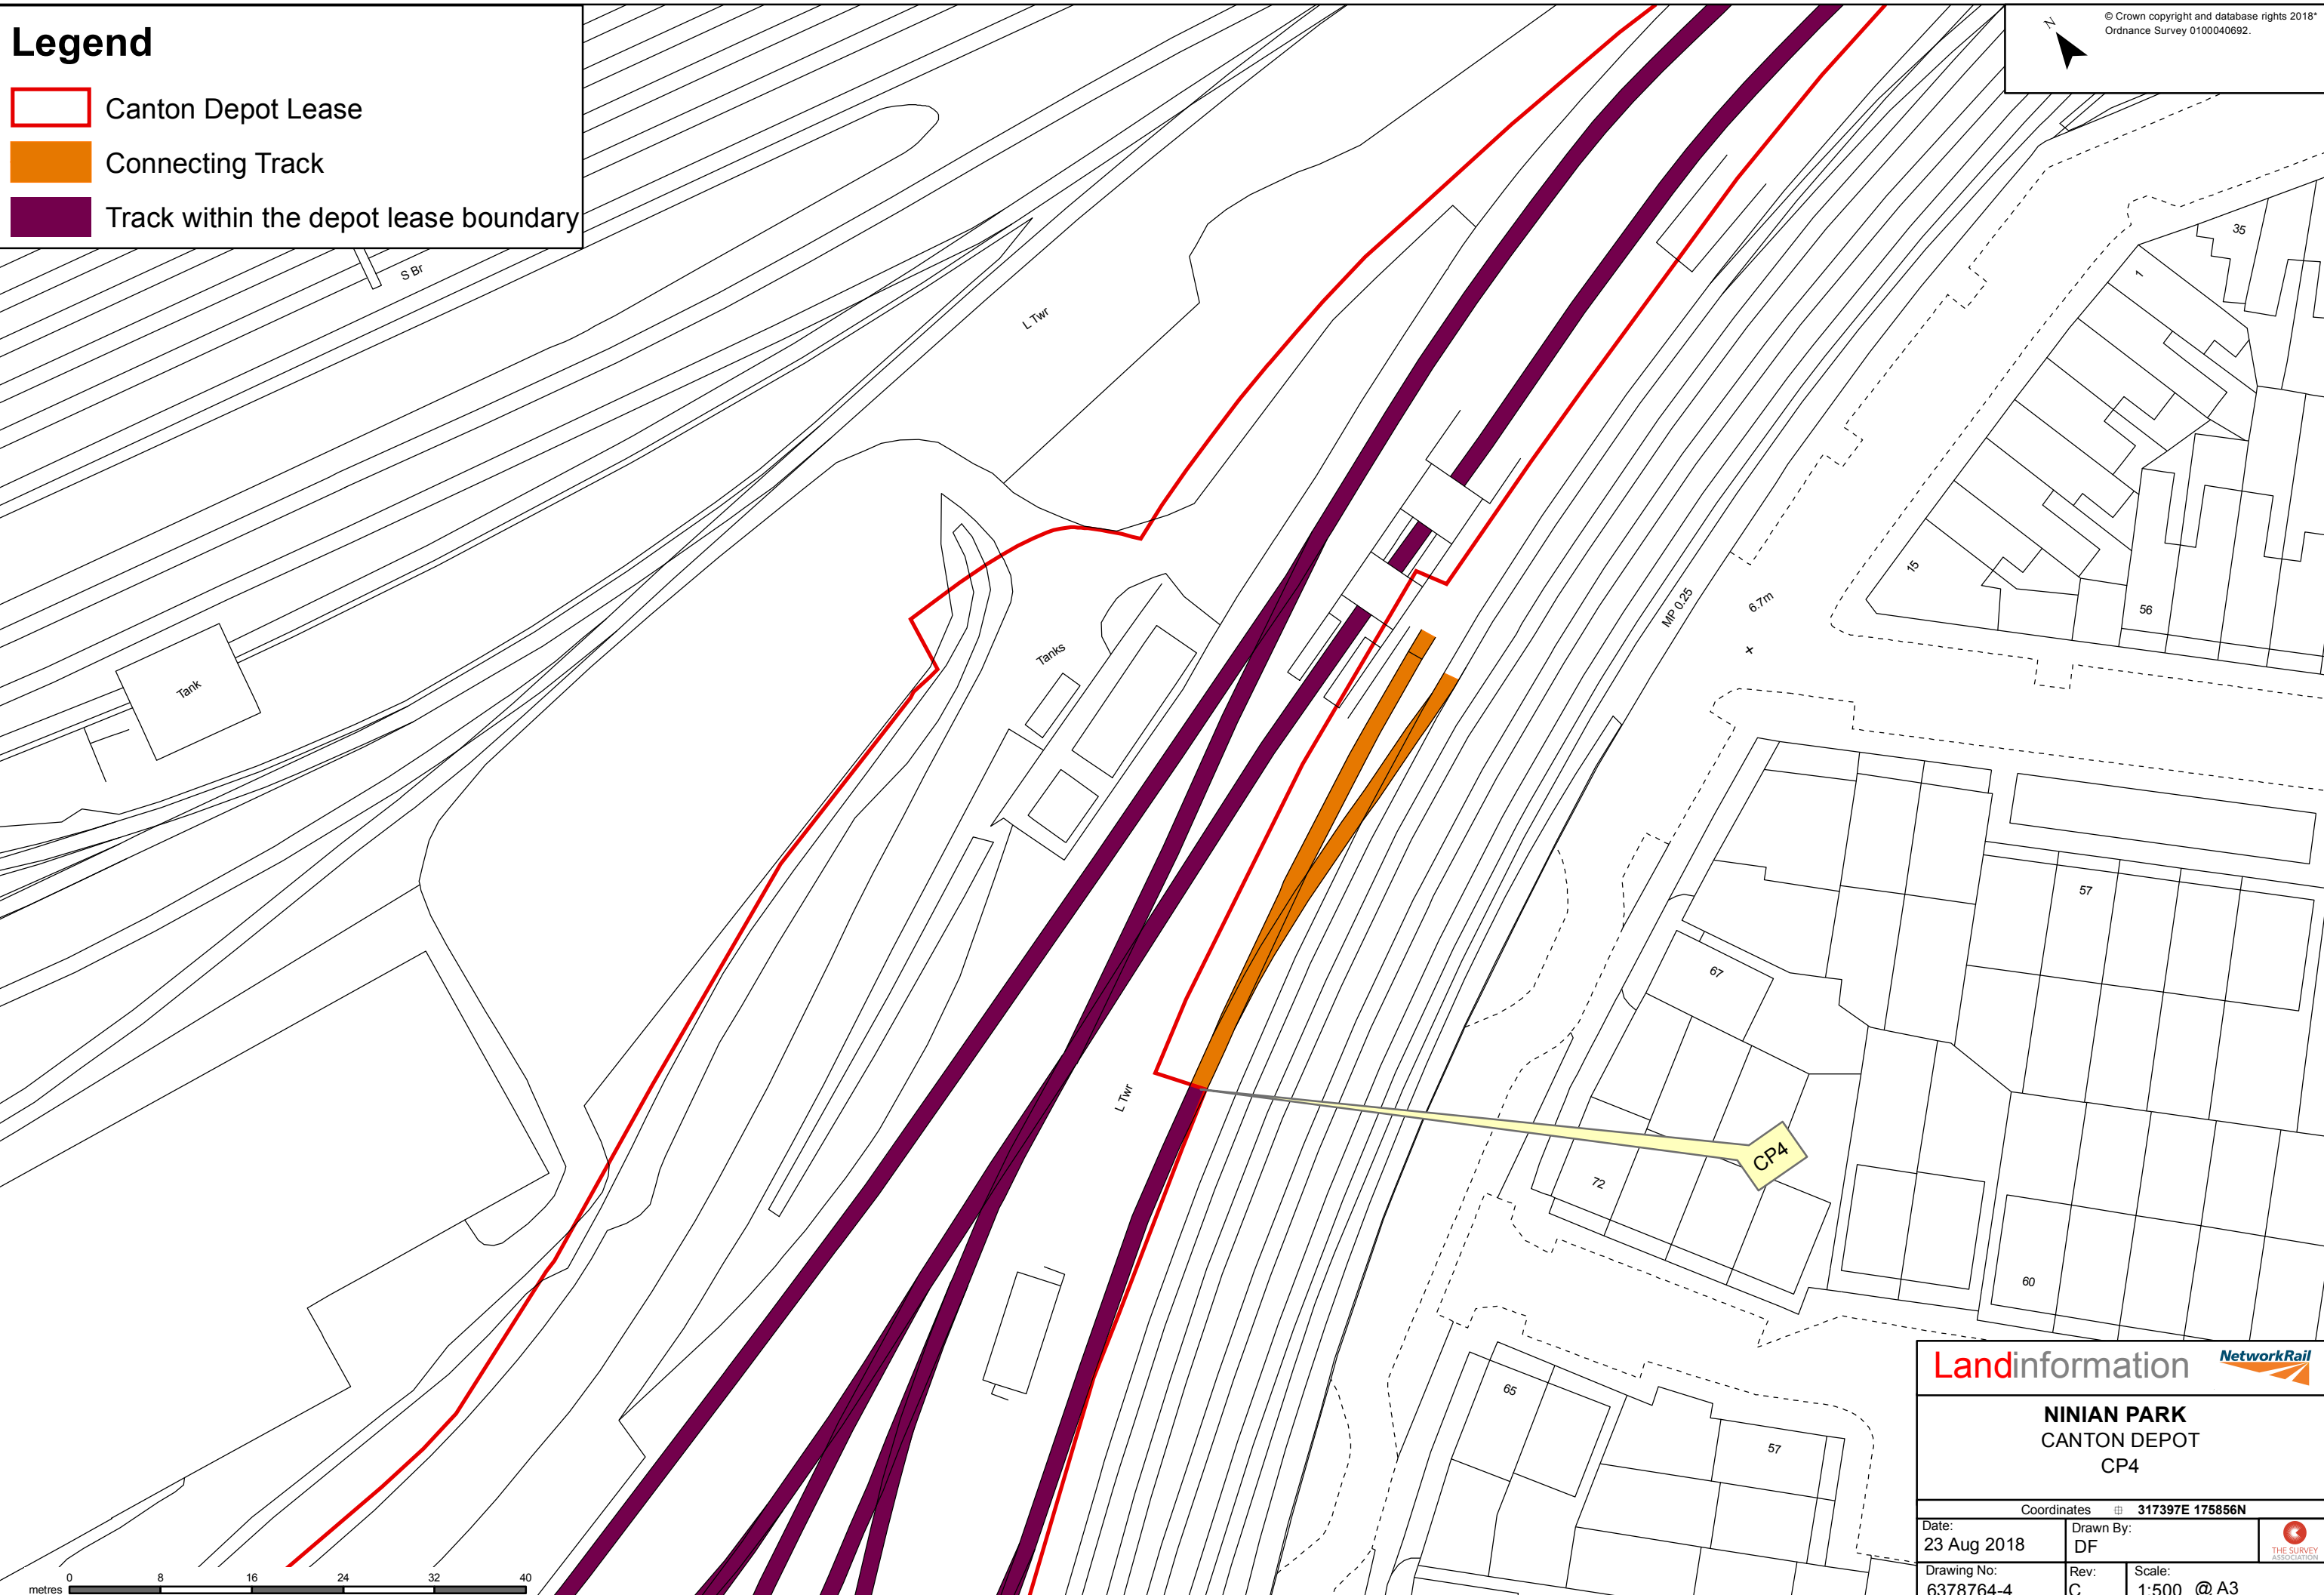 Legend
Canton Depot Lease
Connecting Track
Track within the depot lease boundary
N
© Crown copyright and database rights 2018*
Ordnance Survey 0100040692.
S Br
L Twr
35
1
15
56
MP 0.25
6.7m
Tanks
Tank
57
67
L Twr
CP4
72
60
65
57
Landinformation
NetworkRail
NINIAN PARK
CANTON DEPOT
CP4
Coordinates 317397E 175856N
Date:
23 Aug 2018
Drawn By:
DF
THE SURVEY
ASSOCIATION
Drawing No:
6378764-4
Rev:
C
Scale:
1:500 @ A3
metres 0 8 16 24 32 40